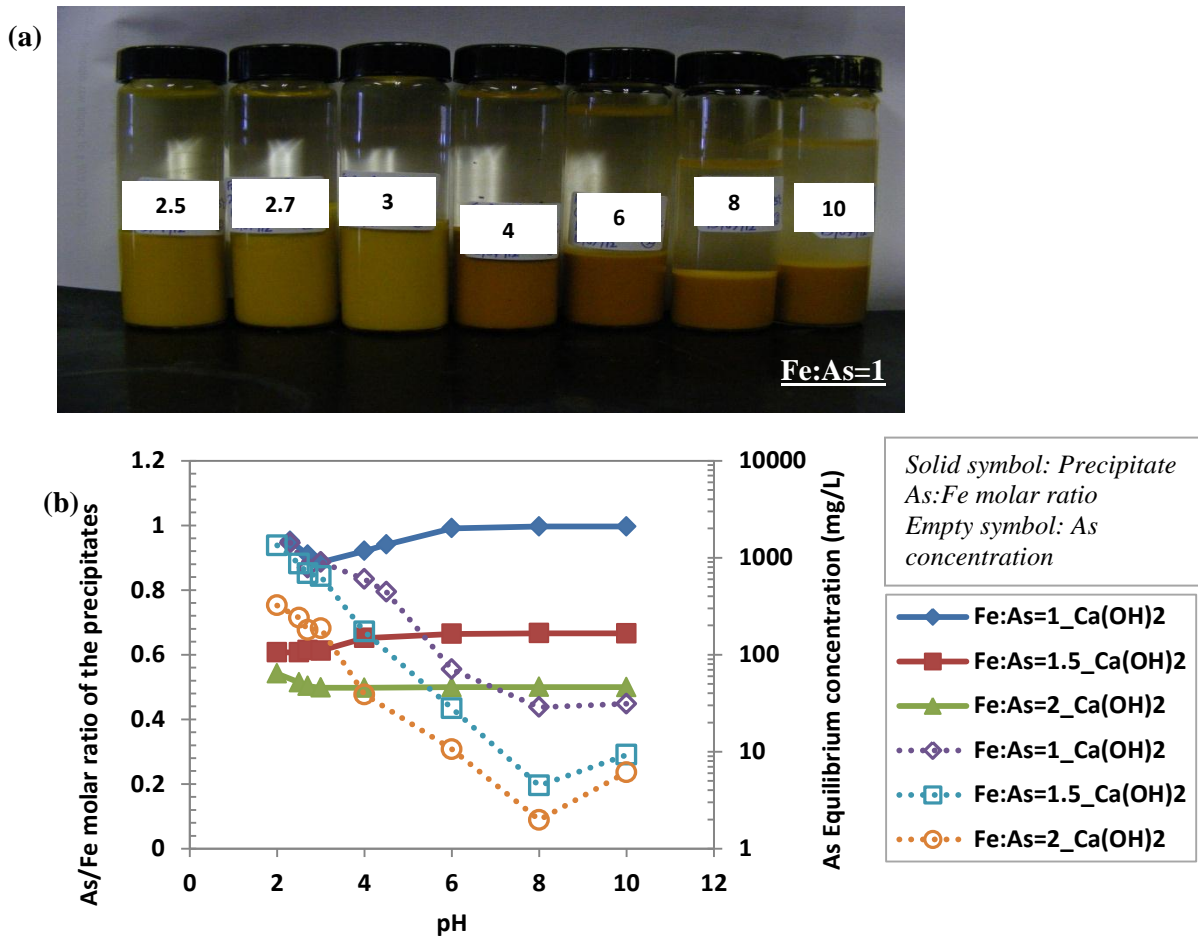 (a)
2.5
2.7
3
4
6
8
10
Fe:As=1
(b)
As/Fe molar ratio of the precipitates
1.2
1
0.8
0.6
0.4
0.2
0
0
2
4
6
8
10
12
pH
10000
1000
100
10
1
As Equilibrium concentration (mg/L)
Solid symbol: Precipitate
As:Fe molar ratio
Empty symbol: As
concentration
Fe:As=1_Ca(OH)2
Fe:As=1.5_Ca(OH)2
Fe:As=2_Ca(OH)2
Fe:As=1_Ca(OH)2
Fe:As=1.5_Ca(OH)2
Fe:As=2_Ca(OH)2